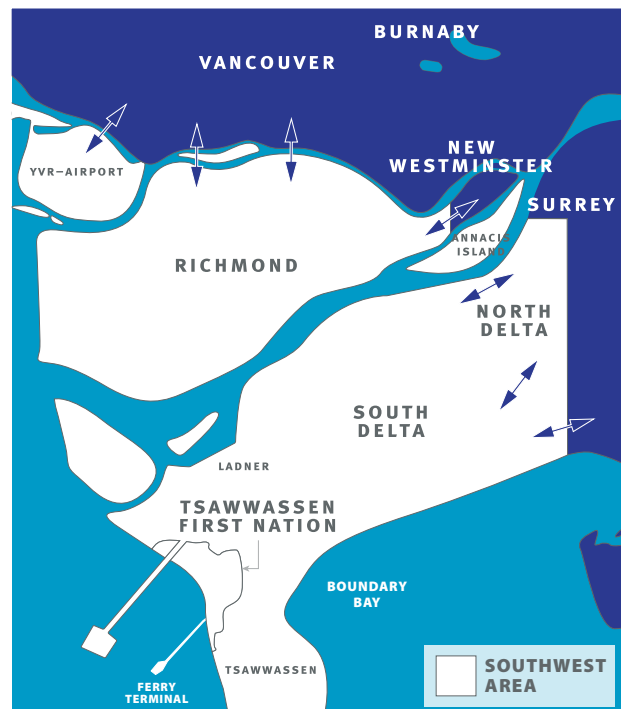 BURNABY
VANCOUVER
NEW
WESTMINSTER
YVR–AIRPORT
SURREY
ANNACIS
ISLAND
RICHMOND
NORTH
DELTA
SOUTH
DELTA
LADNER
TSAWWASSEN
FIRST NATION
BOUNDARY
BAY
TSAWWASSEN
FERRY
TERMINAL
SOUTHWEST
AREA